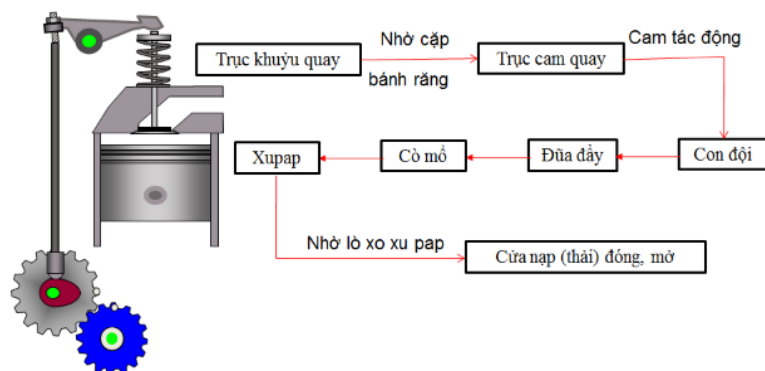 Trục khuỷu quay
Nhờ cặp
bánh răng
Trục cam quay
Cam tác động
Con đội
Đũa đẩy
Cò mổ
Xupap
Nhờ lò xo xu pap
Cửa nạp (thải) đóng, mở